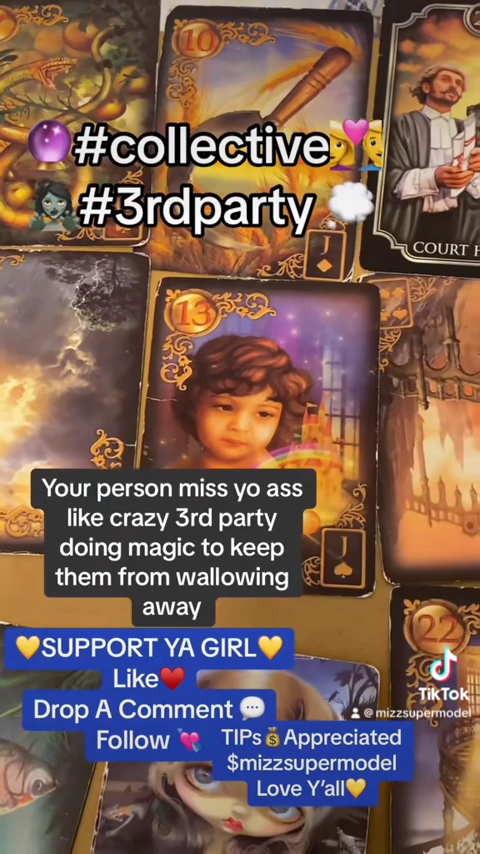 10
🔮#collective👩‍❤️‍👨
🧟‍♀️#3rdparty 💭
J
COURT H
13
Your person miss yo ass
like crazy 3rd party
doing magic to keep
them from wallowing
away
J
💛SUPPORT YA GIRL💛
Like♥️
Drop A Comment 💬
Follow 💘
22
TikTok
@mizzsupermodel
TIPs💰Appreciated
$mizzsupermodel
Love Y’all💛